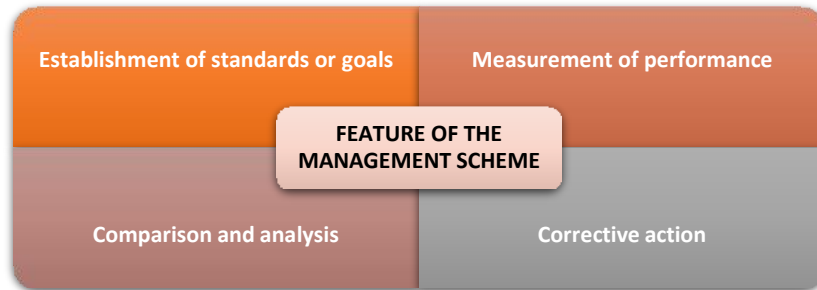 Establishment of standards or goals
Measurement of performance
FEATURE OF THE
MANAGEMENT SCHEME
Comparison and analysis
Corrective action